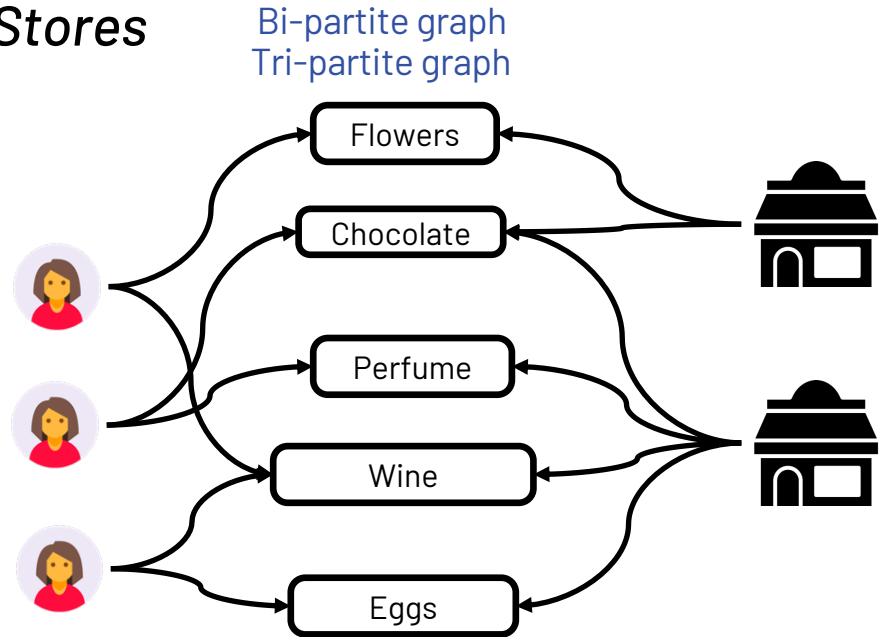 Stores
Bi-partite graph
Tri-partite graph
Flowers
Chocolate
Perfume
Wine
Eggs